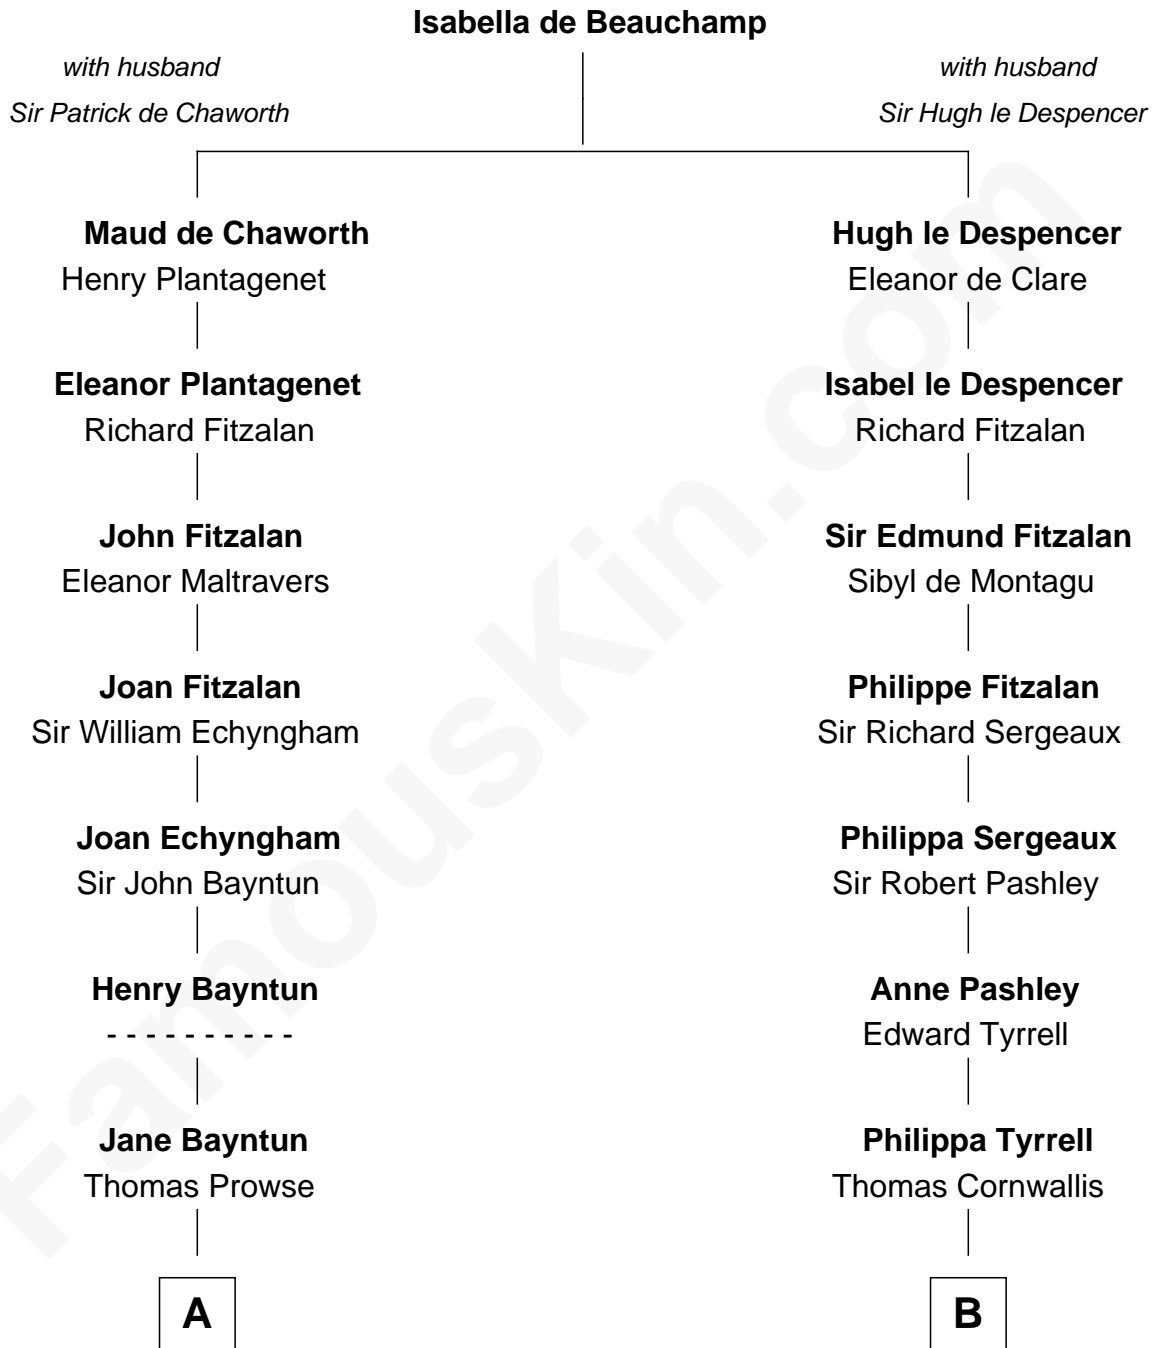 Isabella de Beauchamp
with husband
Sir Patrick de Chaworth
with husband
Sir Hugh le Despencer
Maud de Chaworth
Henry Plantagenet
Hugh le Despencer
Eleanor de Clare
Eleanor Plantagenet
Richard Fitzalan
Isabel le Despencer
Richard Fitzalan
John Fitzalan
Eleanor Maltravers
Sir Edmund Fitzalan
Sibyl de Montagu
Joan Fitzalan
Sir William Echyngham
Philippe Fitzalan
Sir Richard Sergeaux
Joan Echyngham
Sir John Bayntun
Philippa Sergeaux
Sir Robert Pashley
Henry Bayntun
- - - - - - - - - -
Anne Pashley
Edward Tyrrell
Jane Bayntun
Thomas Prowse
Philippa Tyrrell
Thomas Cornwallis
A
B
FamousKin.com